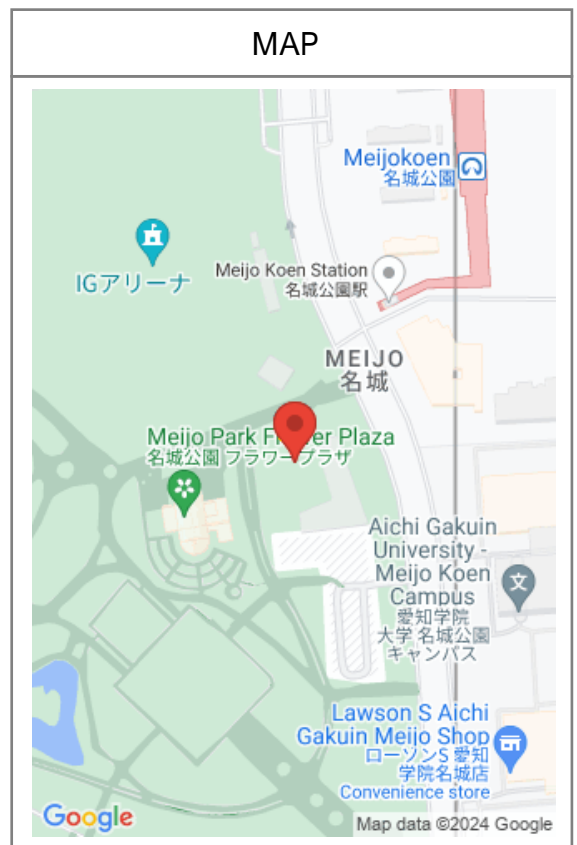 MAP
Meijokoen
名城公園
IGアリーナ
Meijo Koen Station
名城公園駅
MEIJO
名城
Meijo Park Fl er Plaza
名城公園 フラワープラザ
Aichi Gakuin
University -
Meijo Koen
Campus
愛知学院
大学 名城公園
キャンパス
文
Lawson S Aichi
Gakuin Meijo Shop
ローソンS 愛知
学院名城店
Convenience store
Google
Map data ©2024 Google